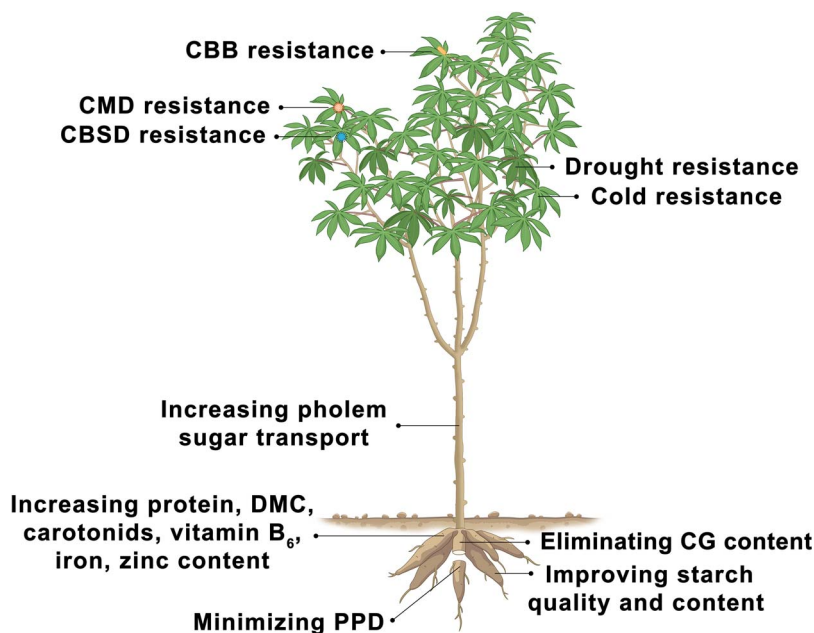 CBB resistance
CMD resistance
CBSD resistance
Drought resistance
Cold resistance
Increasing pholem
sugar transport
Increasing protein, DMC,
carotonids, vitamin B₆,
iron, zinc content
Eliminating CG content
Improving starch
quality and content
Minimizing PPD